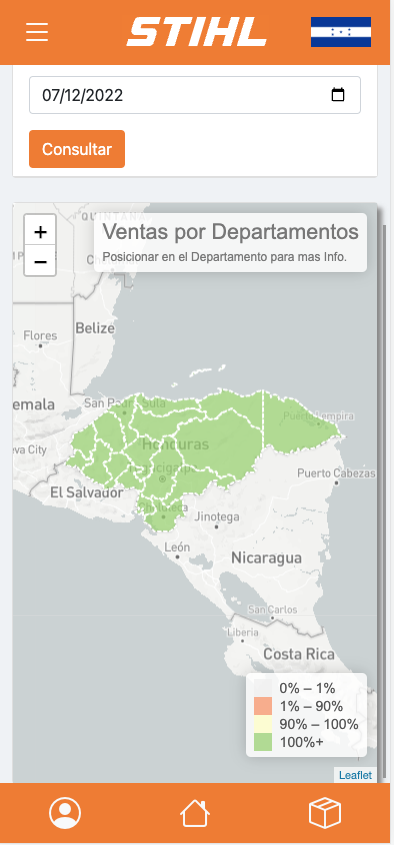 STIHL
07/12/2022
Consultar
+
−
Ventas por Departamentos
Posicionar en el Departamento para mas Info.
Flores
Belize
emala
San Pedro Sula
Puerto Lempira
Honduras
va City
Tegucigalpa
Puerto Cabezas
El Salvador
Choluteca
Jinotega
León
Nicaragua
San Carlos
Liberia
Costa Rica
0% – 1%
1% – 90%
90% – 100%
100%+
Leaflet